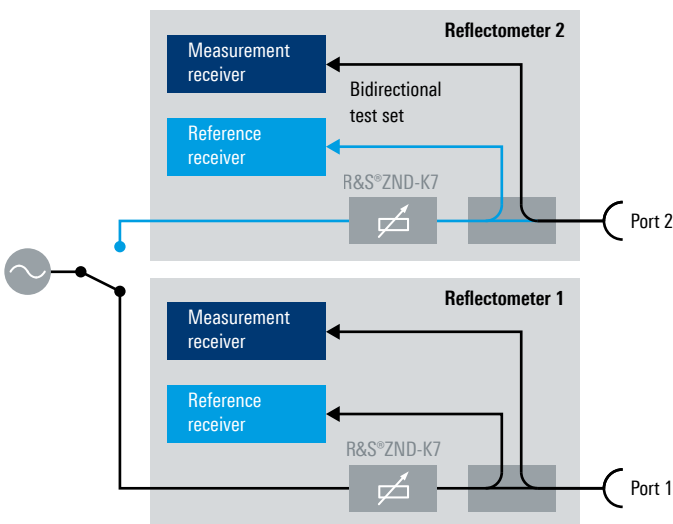 Reflectometer 2
Measurement
receiver
Bidirectional
test set
Reference
receiver
R&S®ZND-K7
Port 2
Reflectometer 1
Measurement
receiver
Reference
receiver
R&S®ZND-K7
Port 1